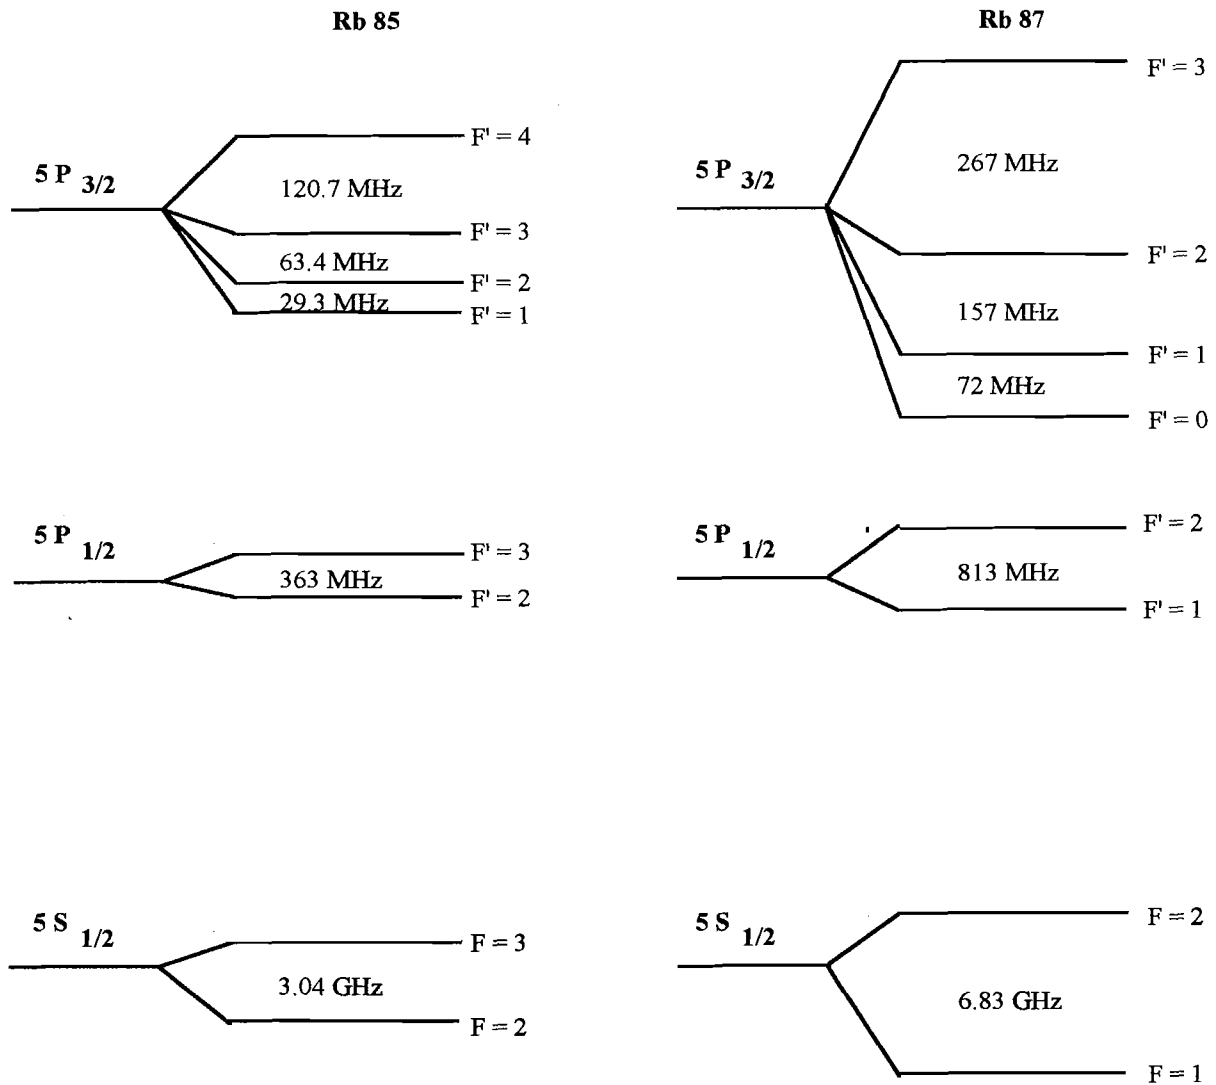 Rb 85
Rb 87
5 P 3/2
F' = 4
120.7 MHz
F' = 3
63.4 MHz
F' = 2
29.3 MHz
F' = 1
5 P 3/2
F' = 3
267 MHz
F' = 2
157 MHz
F' = 1
72 MHz
F' = 0
5 P 1/2
F' = 3
363 MHz
F' = 2
5 P 1/2
F' = 2
813 MHz
F' = 1
5 S 1/2
F = 3
3.04 GHz
F = 2
5 S 1/2
F = 2
6.83 GHz
F = 1